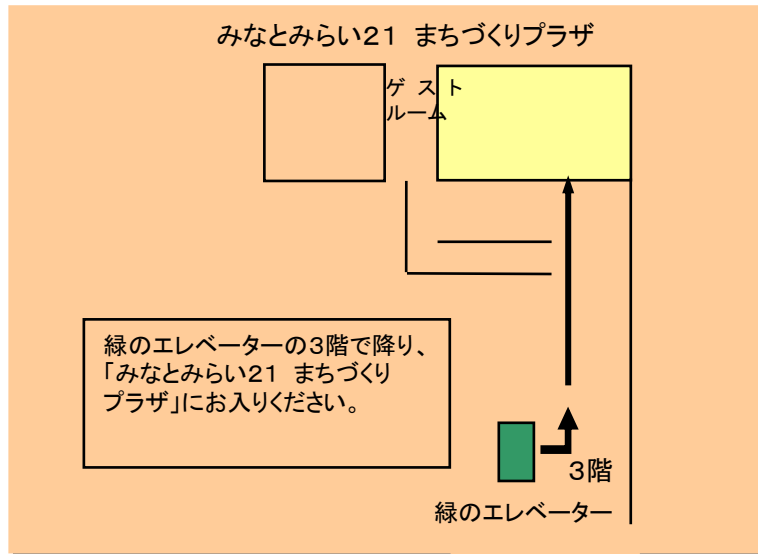 みなとみらい21　まちづくりプラザ
ゲ ス ト
ルーム
緑のエレベーターの3階で降り、
「みなとみらい21　まちづくり
プラザ」にお入りください。
3階
緑のエレベーター